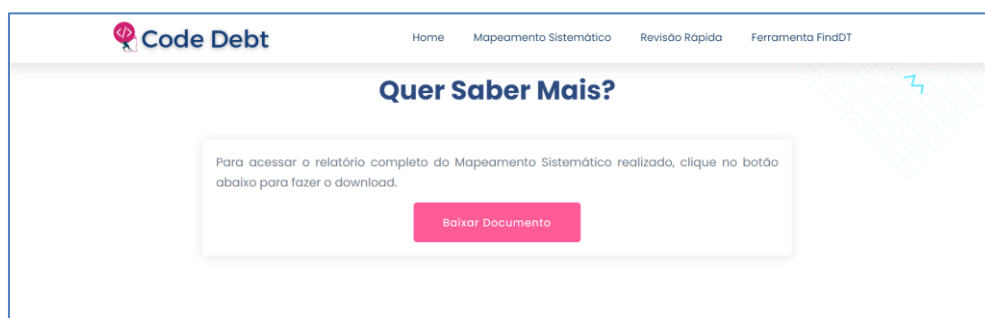 </> Code Debt
Home Mapeamento Sistemático Revisão Rápida Ferramenta FindDT
Quer Saber Mais?
Para acessar o relatório completo do Mapeamento Sistemático realizado, clique no botão
abaixo para fazer o download.
Baixar Documento